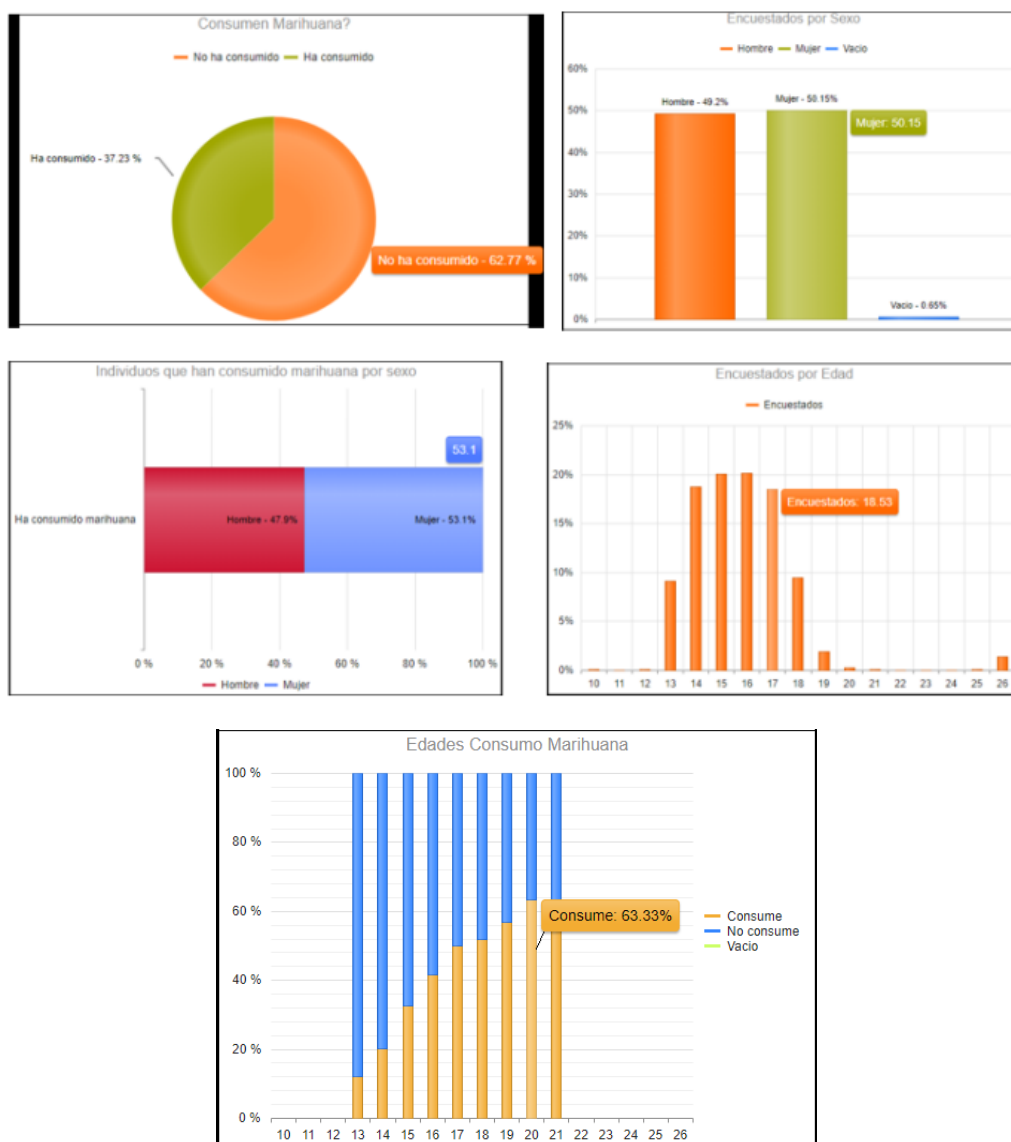 Consumen Marihuana?
No ha consumido Ha consumido
Ha consumido - 37.23 %
No ha consumido - 62.77 %
Encuestados por Sexo
Hombre Mujer Vacio
60%
50%
40%
30%
20%
10%
0%
Hombre - 49.2%
Mujer - 50.15%
Mujer: 50.15
Vacio - 0.65%
Individuos que han consumido marihuana por sexo
53.1
Ha consumido marihuana
Hombre - 47.9%
Mujer - 53.1%
0 % 20 % 40 % 60 % 80 % 100 %
Hombre Mujer
Encuestados por Edad
Encuestados
25%
20%
15%
10%
5%
0%
Encuestados: 18.53
10 11 12 13 14 15 16 17 18 19 20 21 22 23 24 25 26
Edades Consumo Marihuana
100 %
80 %
60 %
40 %
20 %
0 %
Consume: 63.33%
Consume
No consume
Vacio
10 11 12 13 14 15 16 17 18 19 20 21 22 23 24 25 26